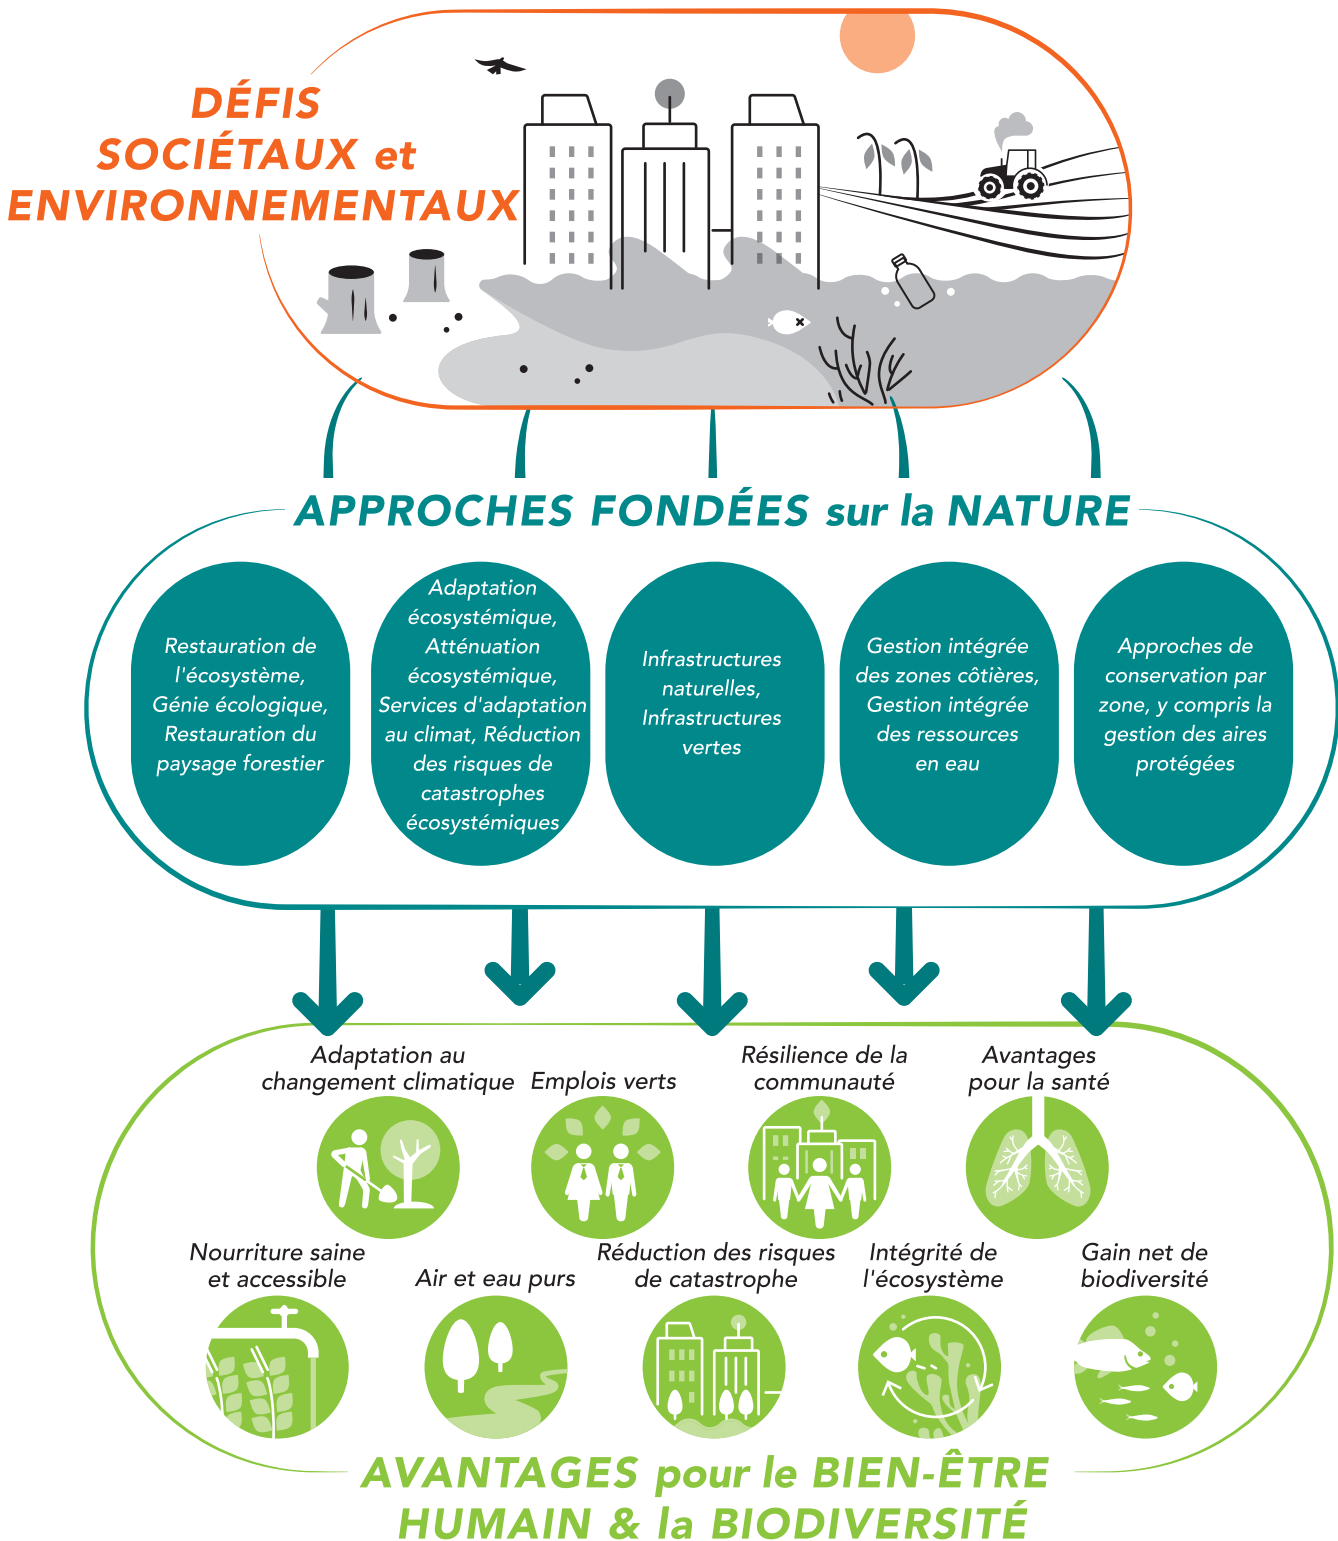 DÉFIS
SOCIÉTAUX et
ENVIRONNEMENTAUX
APPROCHES FONDÉES sur la NATURE
Restauration de
l'écosystème,
Génie écologique,
Restauration du
paysage forestier
Adaptation
écosystémique,
Atténuation
écosystémique,
Services d'adaptation
au climat, Réduction
des risques de
catastrophes
écosystémiques
Infrastructures
naturelles,
Infrastructures
vertes
Gestion intégrée
des zones côtières,
Gestion intégrée
des ressources
en eau
Approches de
conservation par
zone, y compris la
gestion des aires
protégées
Adaptation au
changement climatique
Emplois verts
Résilience de la
communauté
Avantages
pour la santé
Nourriture saine
et accessible
Air et eau purs
Réduction des risques
de catastrophe
Intégrité de
l'écosystème
Gain net de
biodiversité
AVANTAGES pour le BIEN-ÊTRE
HUMAIN & la BIODIVERSITÉ